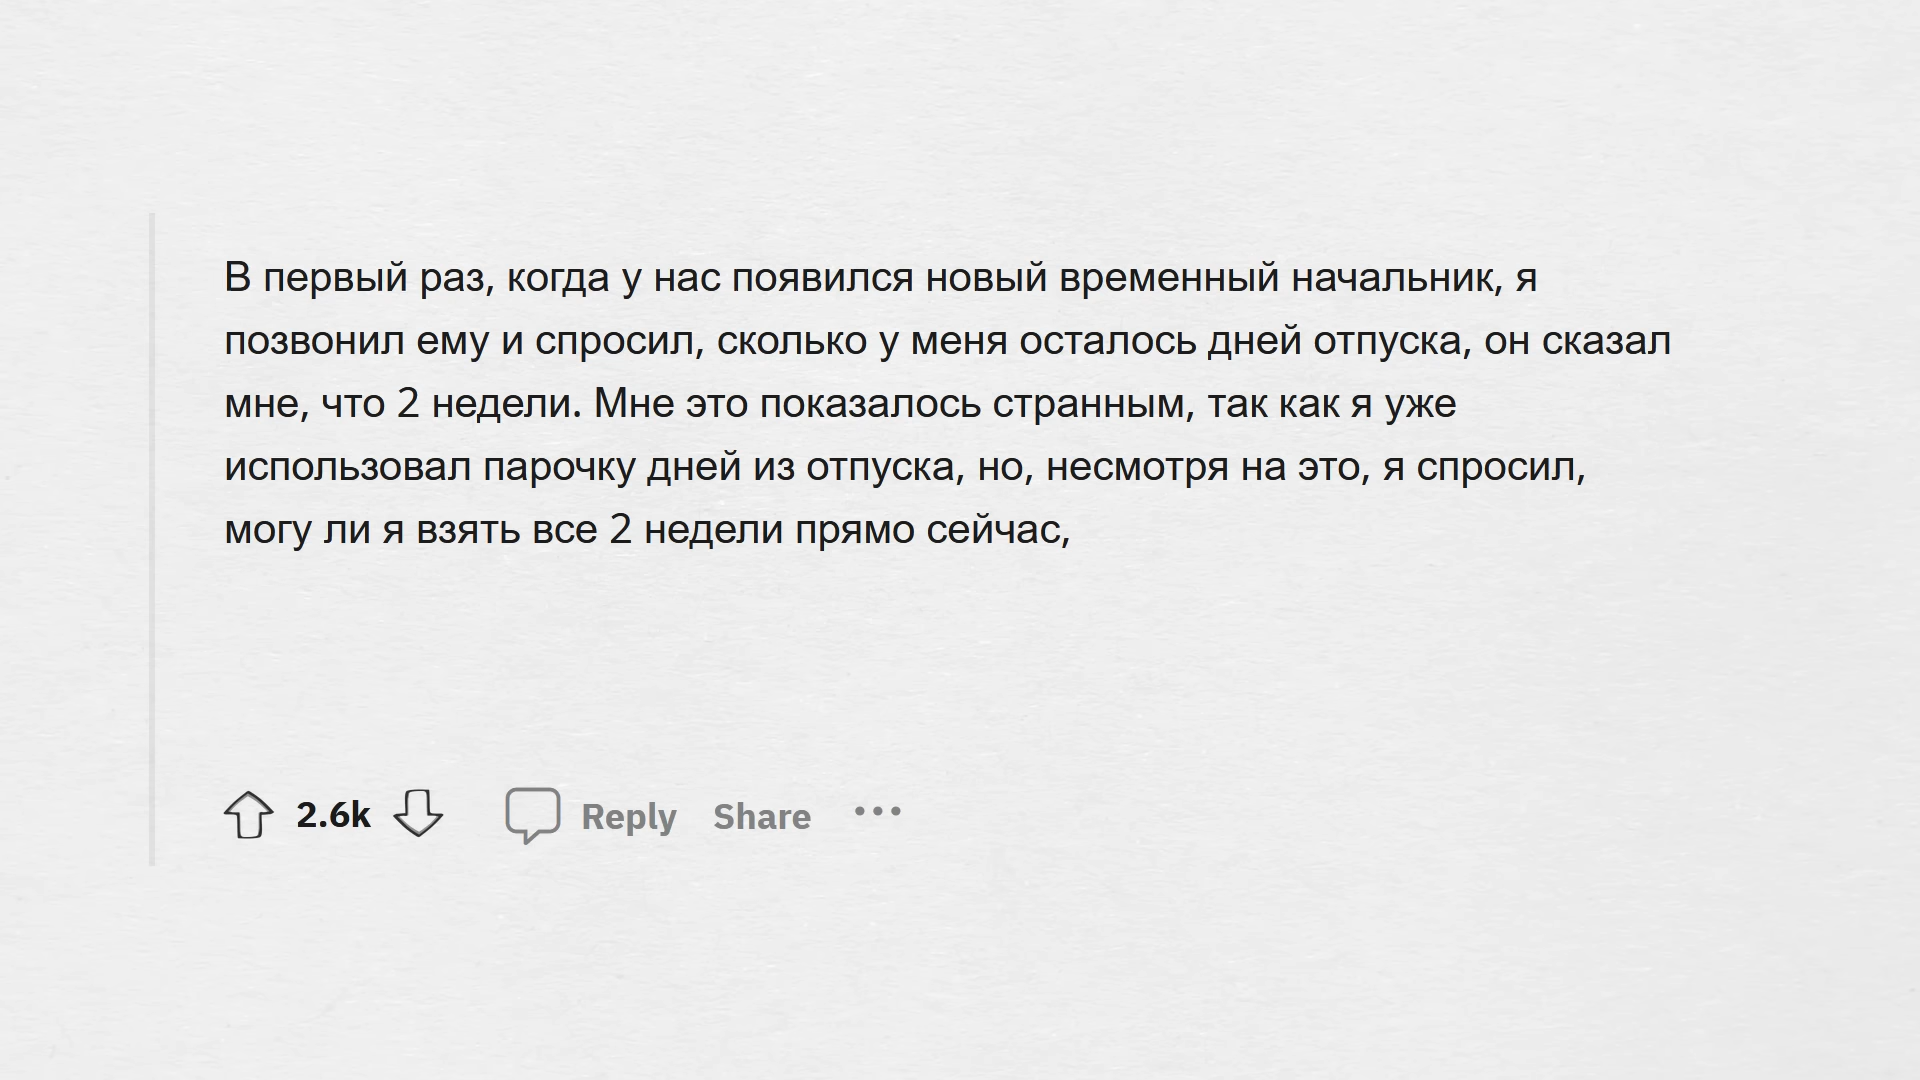 В первый раз, когда у нас появился новый временный начальник, я
позвонил ему и спросил, сколько у меня осталось дней отпуска, он сказал
мне, что 2 недели. Мне это показалось странным, так как я уже
использовал парочку дней из отпуска, но, несмотря на это, я спросил,
могу ли я взять все 2 недели прямо сейчас,
2.6k Reply Share